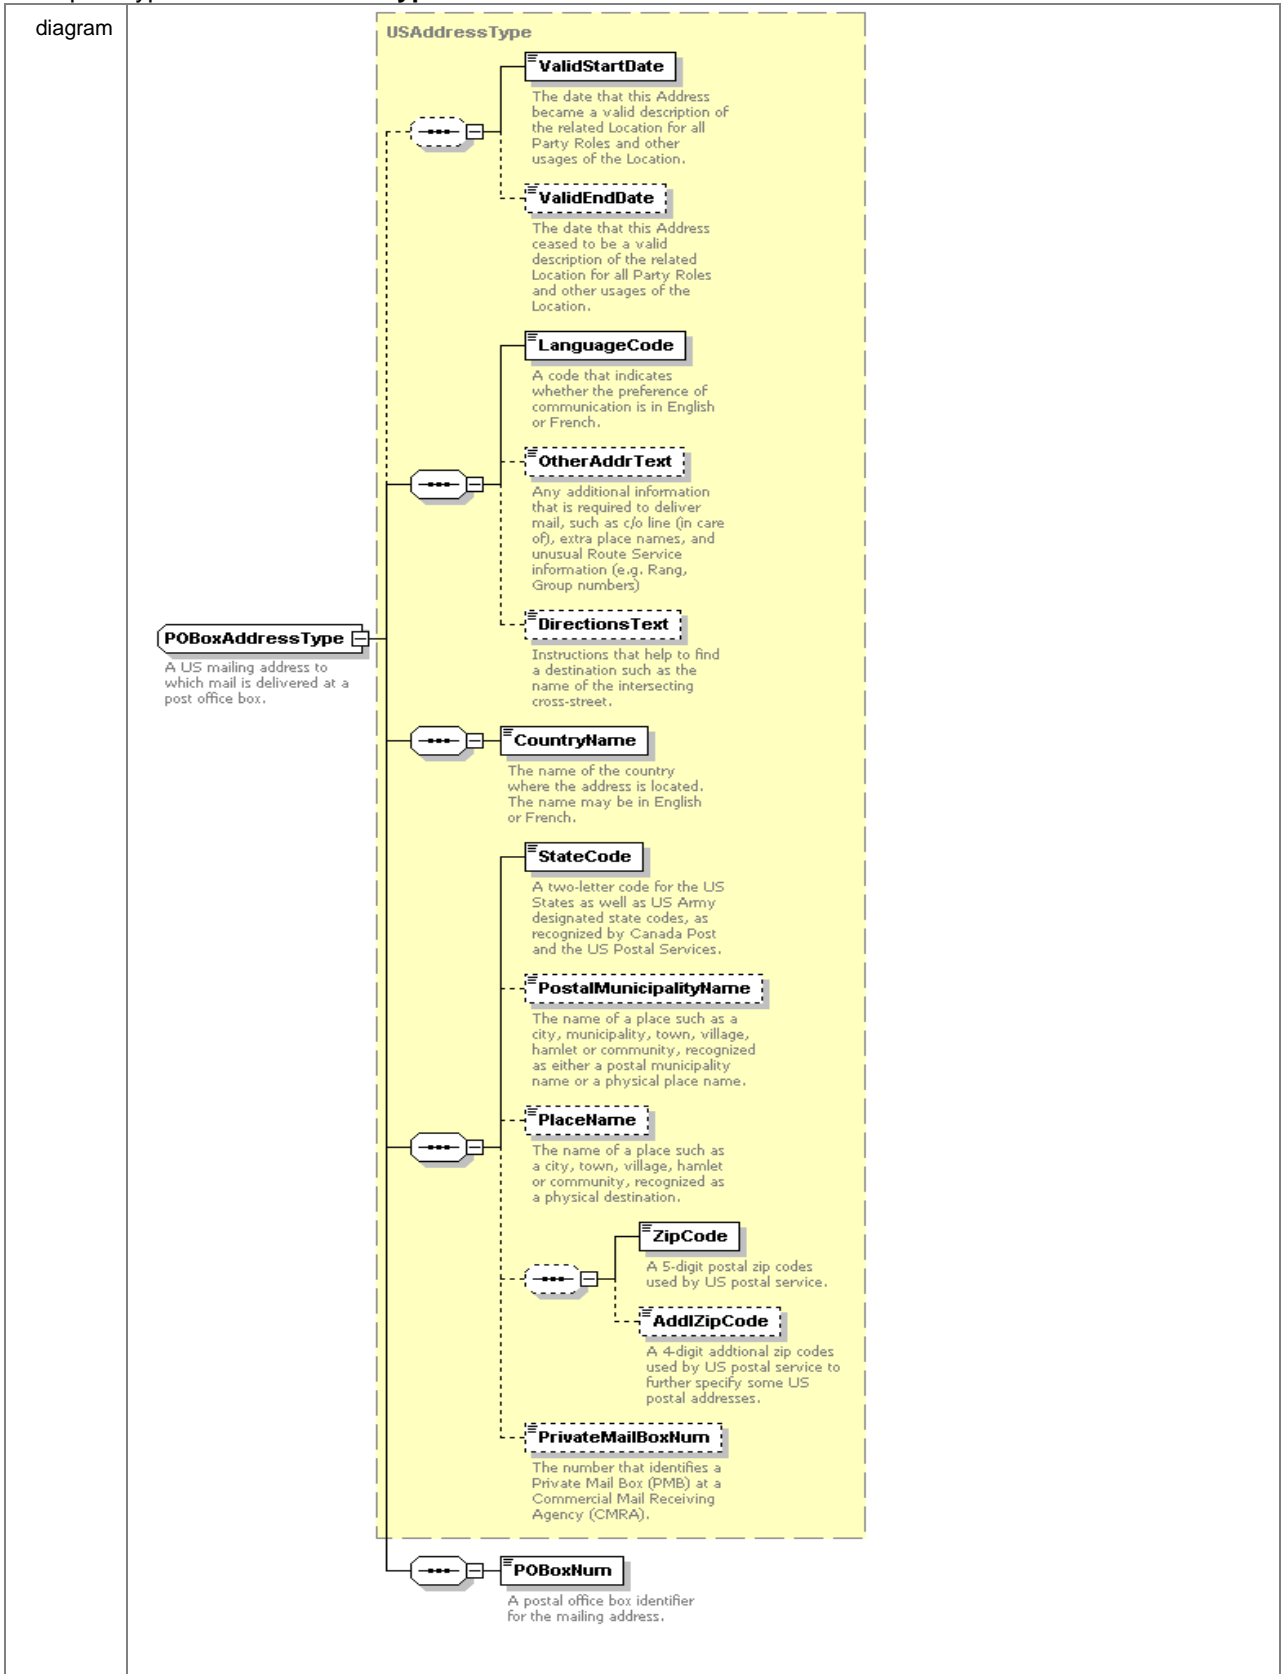 diagram
USAddressType
ValidStartDate
The date that this Address
became a valid description of
the related Location for all
Party Roles and other
usages of the Location.
ValidEndDate
The date that this Address
ceased to be a valid
description of the related
Location for all Party Roles
and other usages of the
Location.
LanguageCode
A code that indicates
whether the preference of
communication is in English
or French.
OtherAddrText
Any additional information
that is required to deliver
mail, such as c/o line (in care
of), extra place names, and
unusual Route Service
information (e.g. Rang,
Group numbers)
DirectionsText
Instructions that help to find
a destination such as the
name of the intersecting
cross-street.
POBoxAddressType
A US mailing address to
which mail is delivered at a
post office box.
CountryName
The name of the country
where the address is located.
The name may be in English
or French.
StateCode
A two-letter code for the US
States as well as US Army
designated state codes, as
recognized by Canada Post
and the US Postal Services.
PostalMunicipalityName
The name of a place such as a
city, municipality, town, village,
hamlet or community, recognized
as either a postal municipality
name or a physical place name.
PlaceName
The name of a place such as
a city, town, village, hamlet
or community, recognized as
a physical destination.
ZipCode
A 5-digit postal zip codes
used by US postal service.
AddlZipCode
A 4-digit addtional zip codes
used by US postal service to
further specify some US
postal addresses.
PrivateMailBoxNum
The number that identifies a
Private Mail Box (PMB) at a
Commercial Mail Receiving
Agency (CMRA).
POBoxNum
A postal office box identifier
for the mailing address.